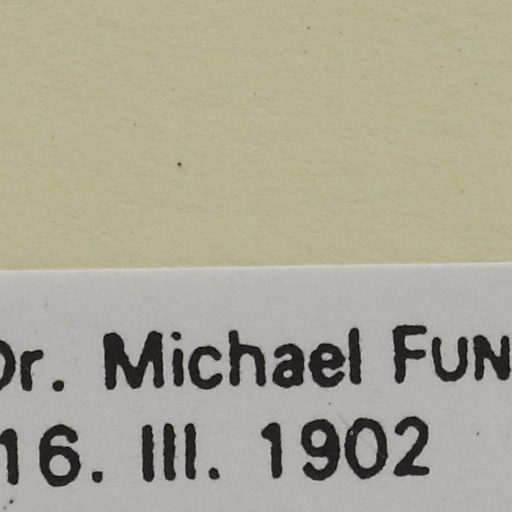 Dr. Michael FUN
16. III. 1902